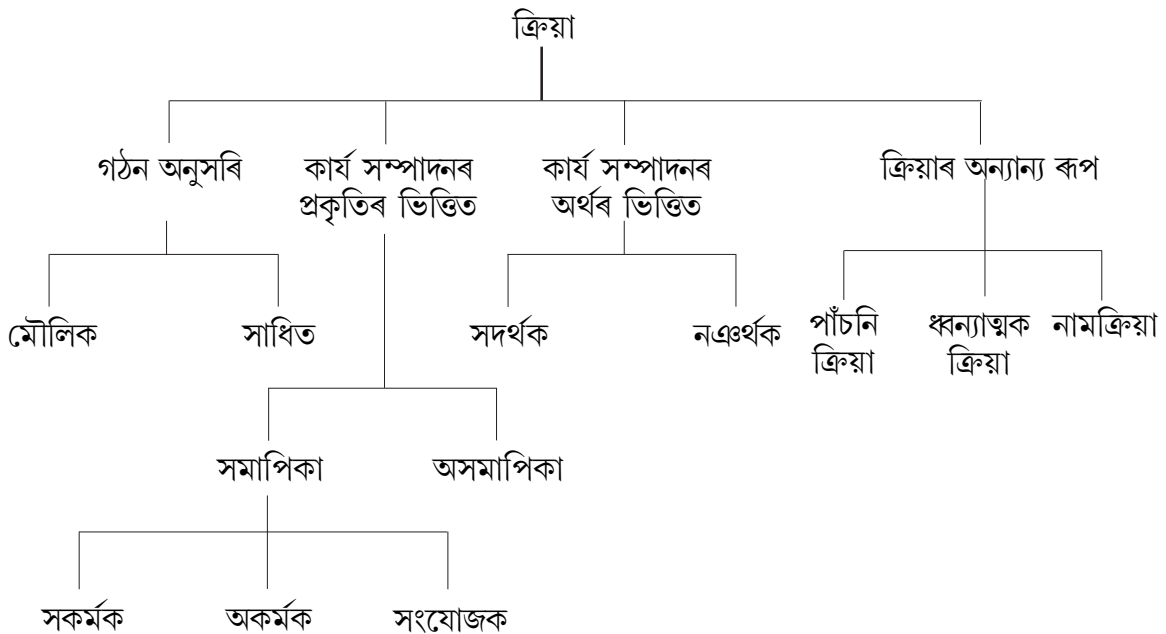 ক্ৰিয়া
গঠন অনুসৰি
কাৰ্য সম্পাদনৰ
প্ৰকৃতিৰ ভিত্তিত
কাৰ্য সম্পাদনৰ
অৰ্থৰ ভিত্তিত
ক্ৰিয়াৰ অন্যান্য ৰূপ
মৌলিক
সাধিত
সদৰ্থক
নঞৰ্থক
পাঁচনি
ক্ৰিয়া
ধ্বন্যাত্মক
ক্ৰিয়া
নামক্ৰিয়া
সমাপিকা
অসমাপিকা
সকৰ্মক
অকৰ্মক
সংযোজক